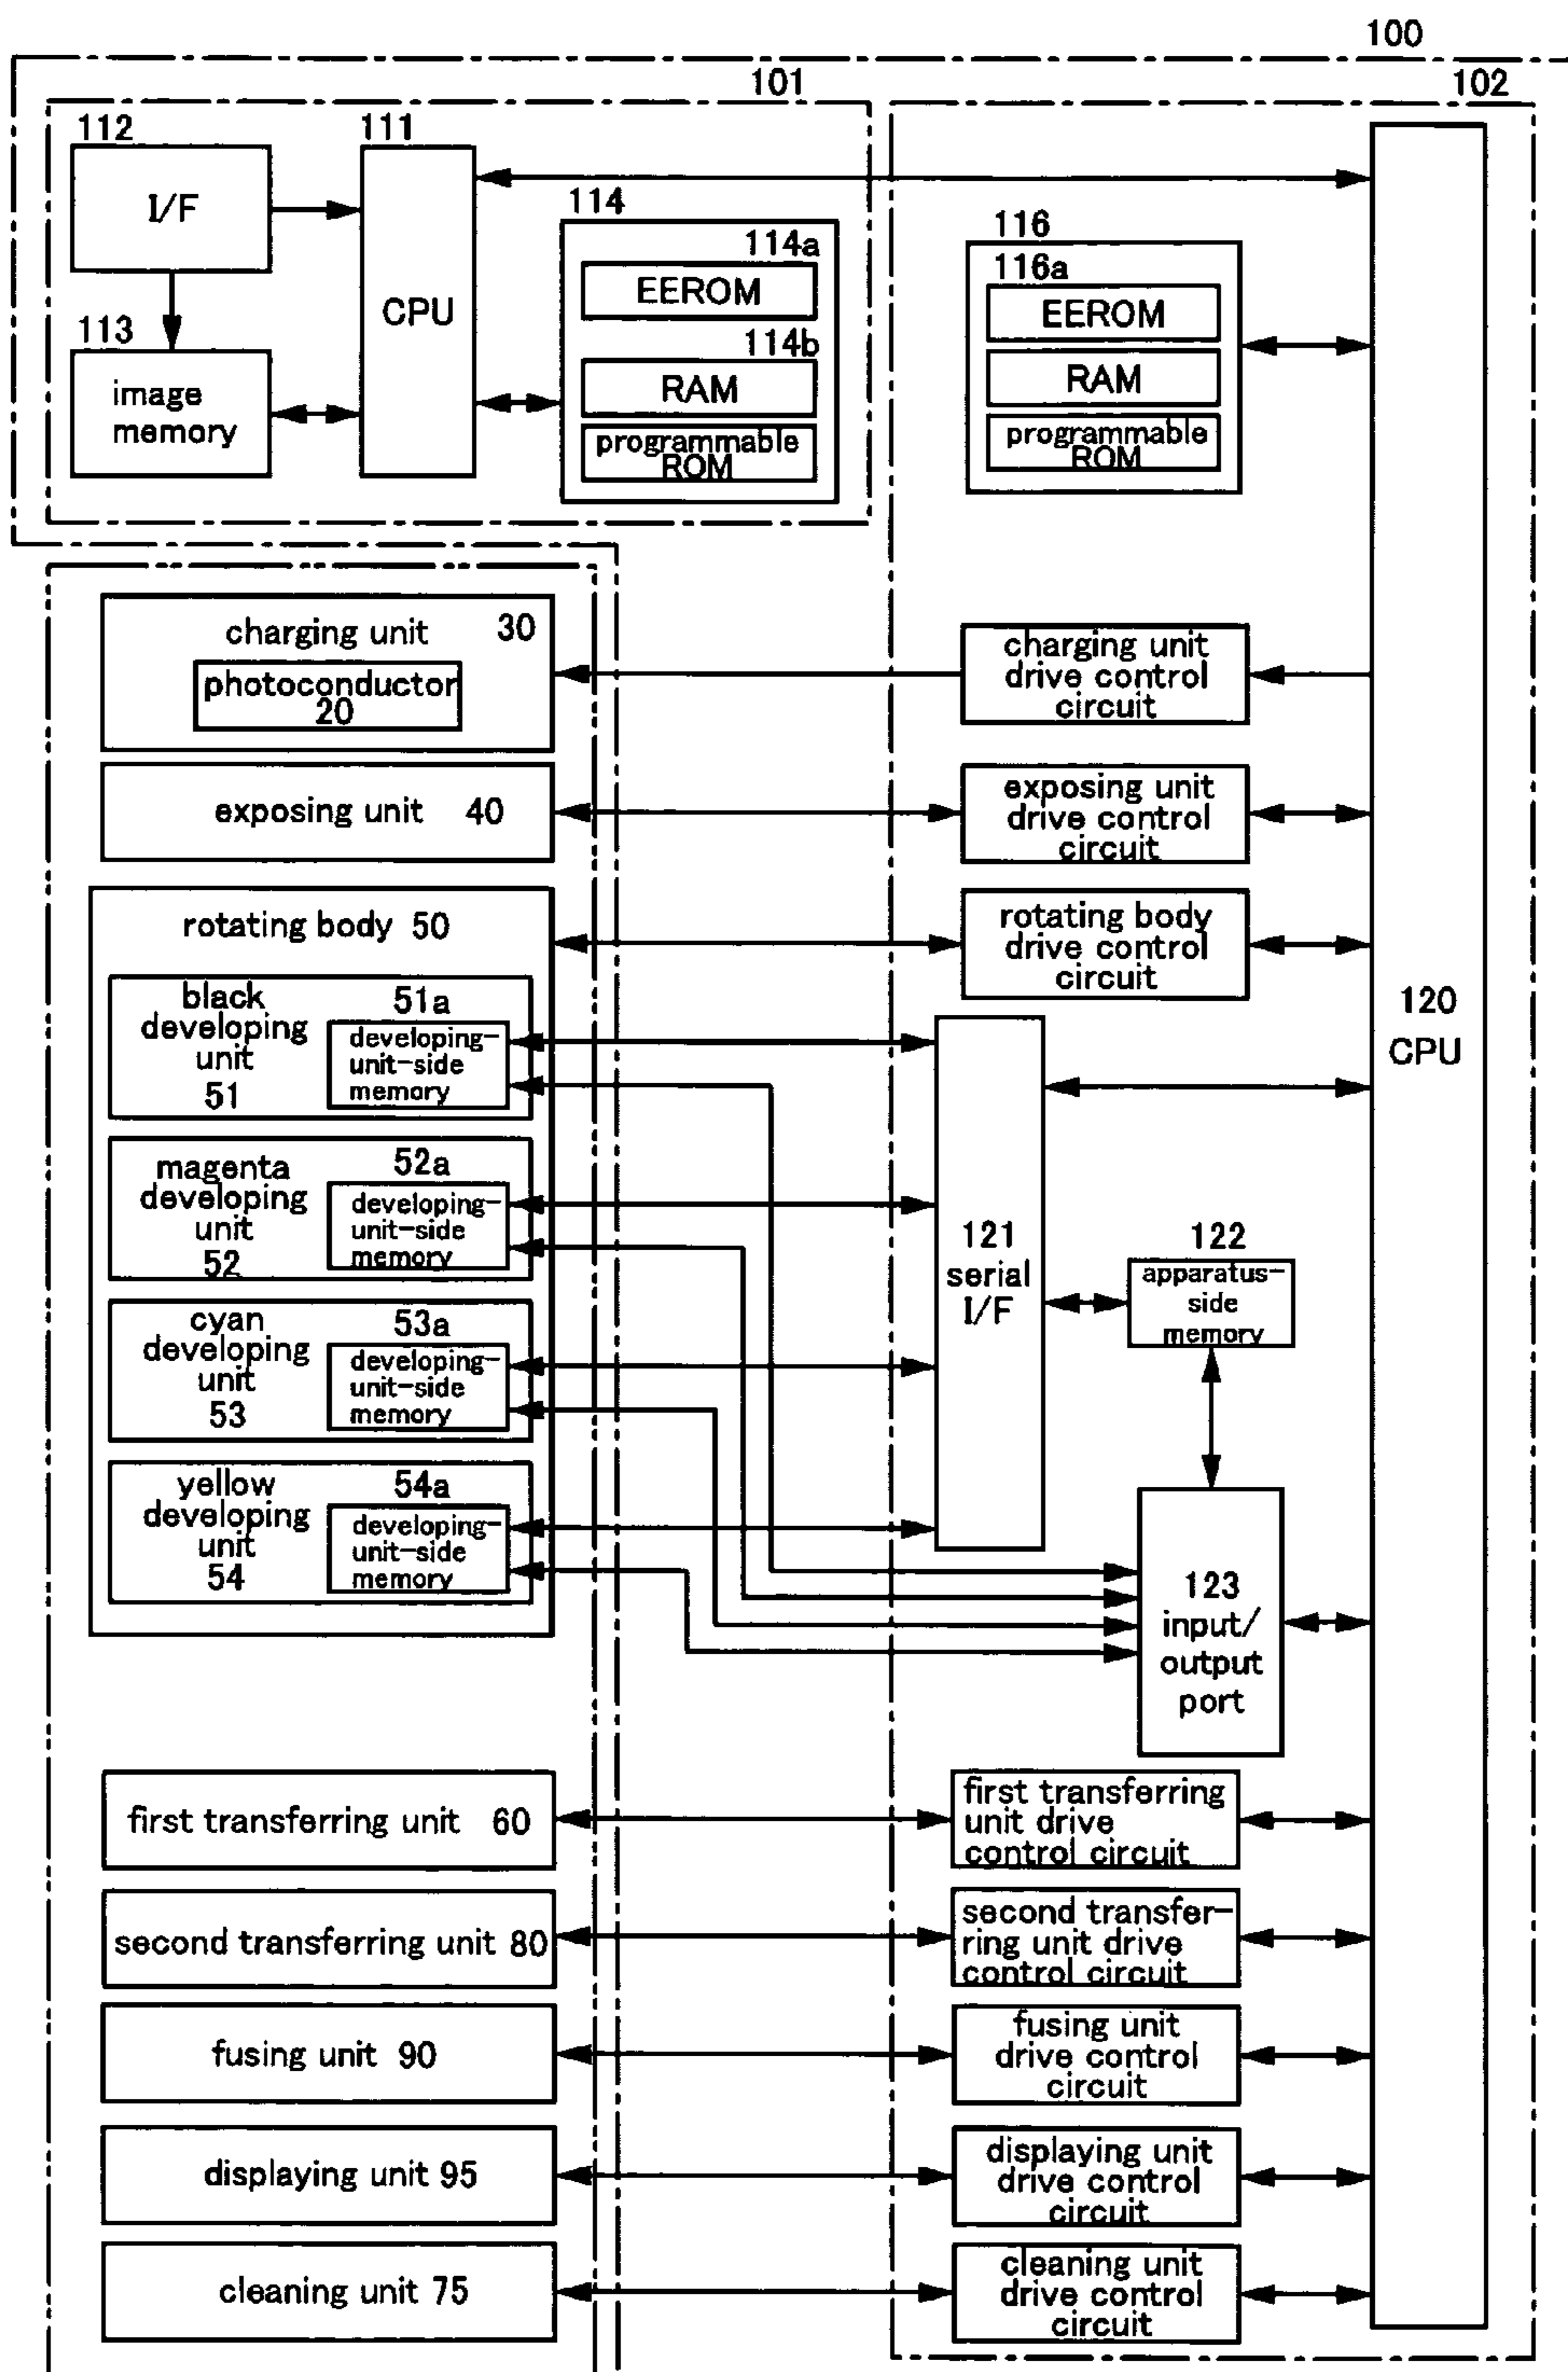 100
101
102
112
I/F
111
CPU
113
image
memory
114
114a
EEROM
114b
RAM
programmable
ROM
116
116a
EEROM
RAM
programmable
ROM
120
CPU
charging unit 30
photoconductor
20
charging unit
drive control
circuit
exposing unit 40
exposing unit
drive control
circuit
rotating body 50
rotating body
drive control
circuit
black
developing
unit
51
51a
developing-
unit-side
memory
magenta
developing
unit
52
52a
developing-
unit-side
memory
cyan
developing
unit
53
53a
developing-
unit-side
memory
yellow
developing
unit
54
54a
developing-
unit-side
memory
121
serial
I/F
122
apparatus-
side
memory
123
input/
output
port
first transferring unit 60
first transferring
unit drive
control circuit
second transferring unit 80
second transfer-
ring unit drive
control circuit
fusing unit 90
fusing unit
drive control
circuit
displaying unit 95
displaying unit
drive control
circuit
cleaning unit 75
cleaning unit
drive control
circuit